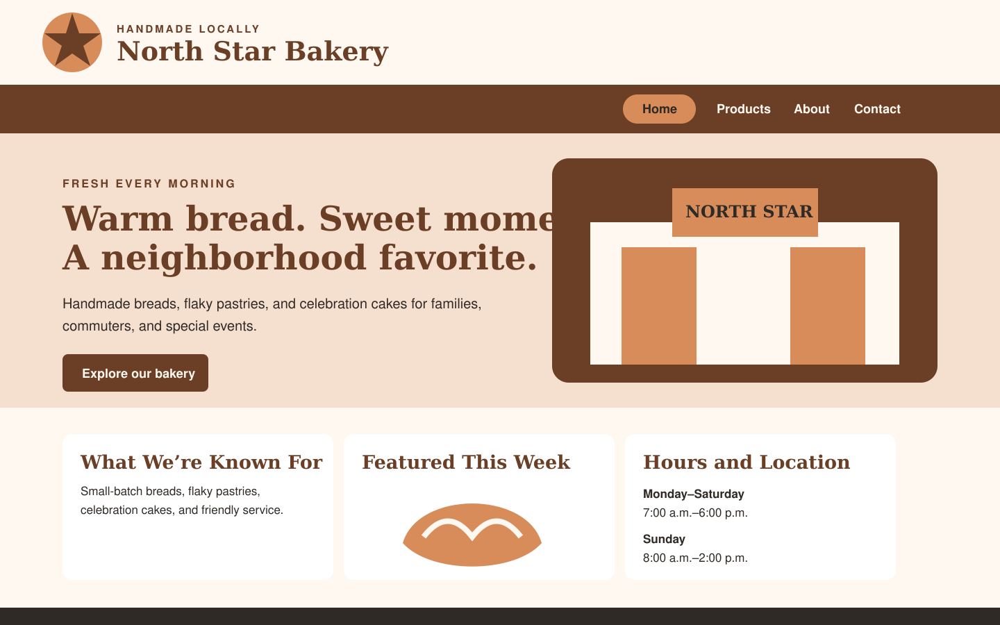 HANDMADE LOCALLY
North Star Bakery
Home Products About Contact
FRESH EVERY MORNING
Warm bread. Sweet mome
A neighborhood favorite.
Handmade breads, flaky pastries, and celebration cakes for families,
commuters, and special events.
Explore our bakery
NORTH STAR
What We’re Known For
Small-batch breads, flaky pastries,
celebration cakes, and friendly service.
Featured This Week
Hours and Location
Monday–Saturday
7:00 a.m.–6:00 p.m.
Sunday
8:00 a.m.–2:00 p.m.